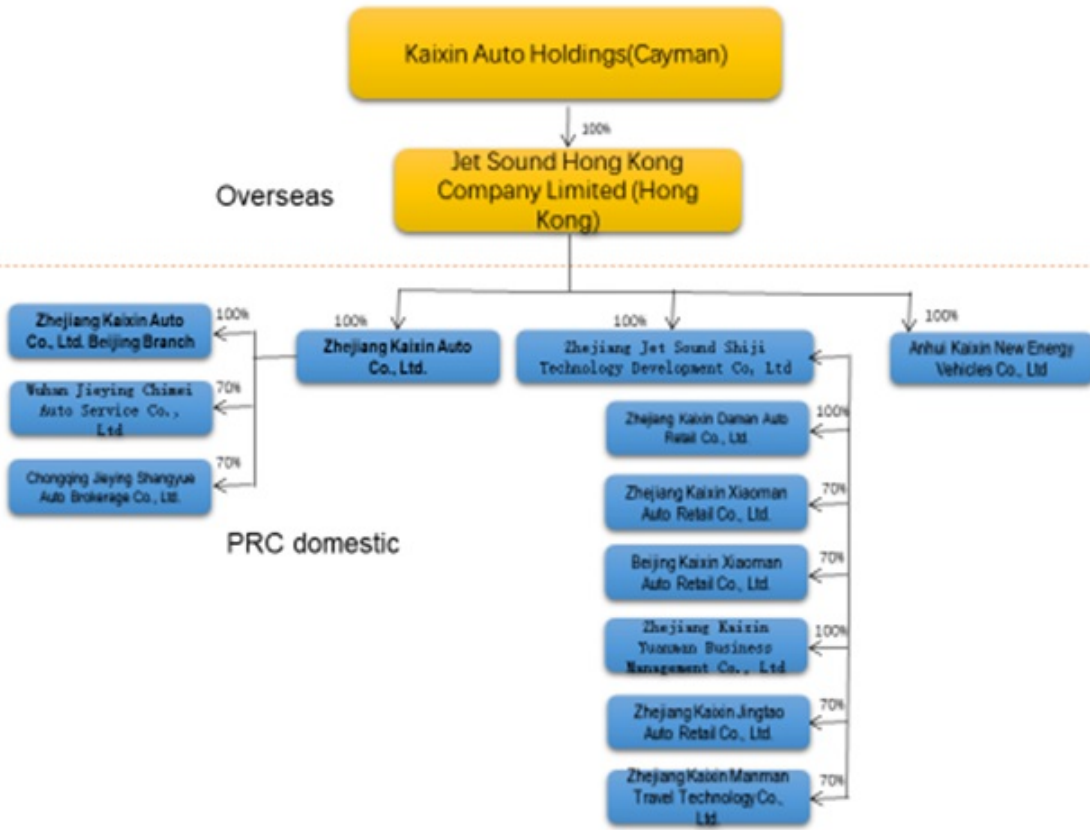 Kaixin Auto Holdings(Cayman)
100%
Jet Sound Hong Kong
Company Limited (Hong
Kong)
Overseas
100%
Zhejiang Kaixin Auto
Co., Ltd. Beijing Branch
70%
Wuhan Jieying Chimei
Auto Service Co.,
Ltd
70%
Chongqing Jieying Shangyue
Auto Brokerage Co., Ltd.
100%
Zhejiang Kaixin Auto
Co., Ltd.
100%
Zhejiang Jet Sound Shiji
Technology Development Co, Ltd
100%
Anhui Kaixin New Energy
Vehicles Co., Ltd
PRC domestic
100%
Zhejiang Kaixin Daman Auto
Retail Co., Ltd.
70%
Zhejiang Kaixin Xiaoman
Auto Retail Co., Ltd.
70%
Beijing Kaixin Xiaoman
Auto Retail Co., Ltd.
100%
Zhejiang Kaixin
Yuanman Business
Management Co., Ltd
70%
Zhejiang Kaixin Jingtao
Auto Retail Co., Ltd.
70%
Zhejiang Kaixin Manman
Travel Technology Co.,
Ltd.